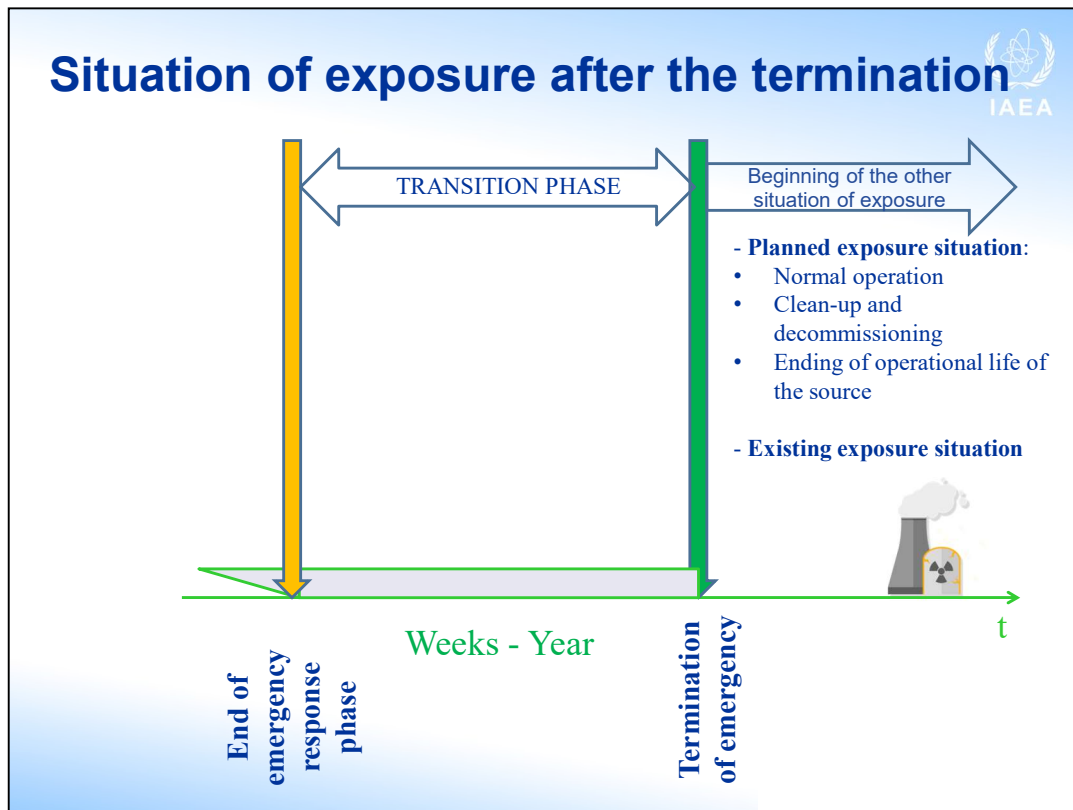 Situation of exposure after the termination
IAEA
TRANSITION PHASE
Beginning of the other
situation of exposure
- Planned exposure situation:
• Normal operation
• Clean-up and
decommissioning
• Ending of operational life of
the source
- Existing exposure situation
t
Weeks - Year
End of
emergency
response
phase
Termination
of emergency